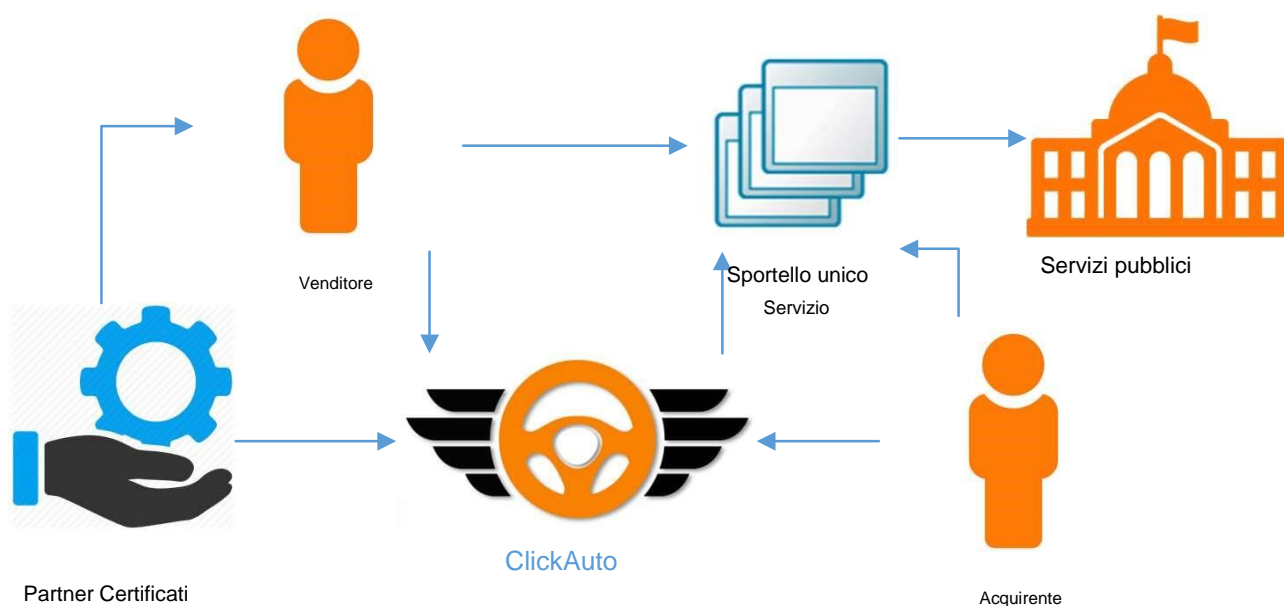 Venditore
Sportello unico
Servizio
Servizi pubblici
ClickAuto
Partner Certificati
Acquirente